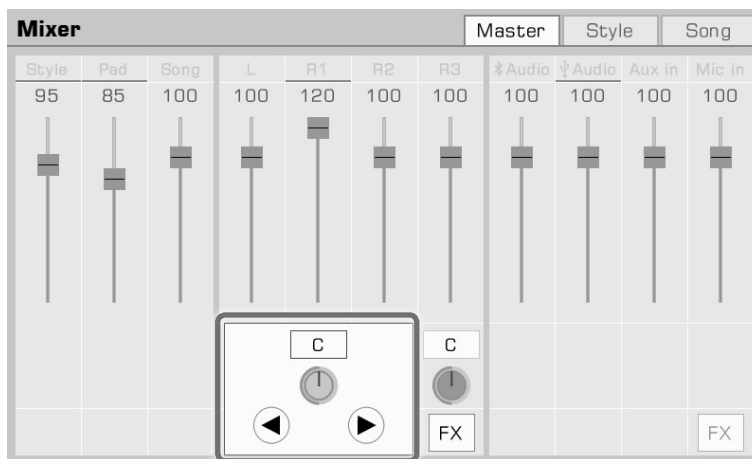 Mixer Master Style Song
Style Pad Song L R1 R2 R3 Audio Audio Aux in Mic in
95 85 100 100 120 100 100 100 100 100 100
C C
FX FX